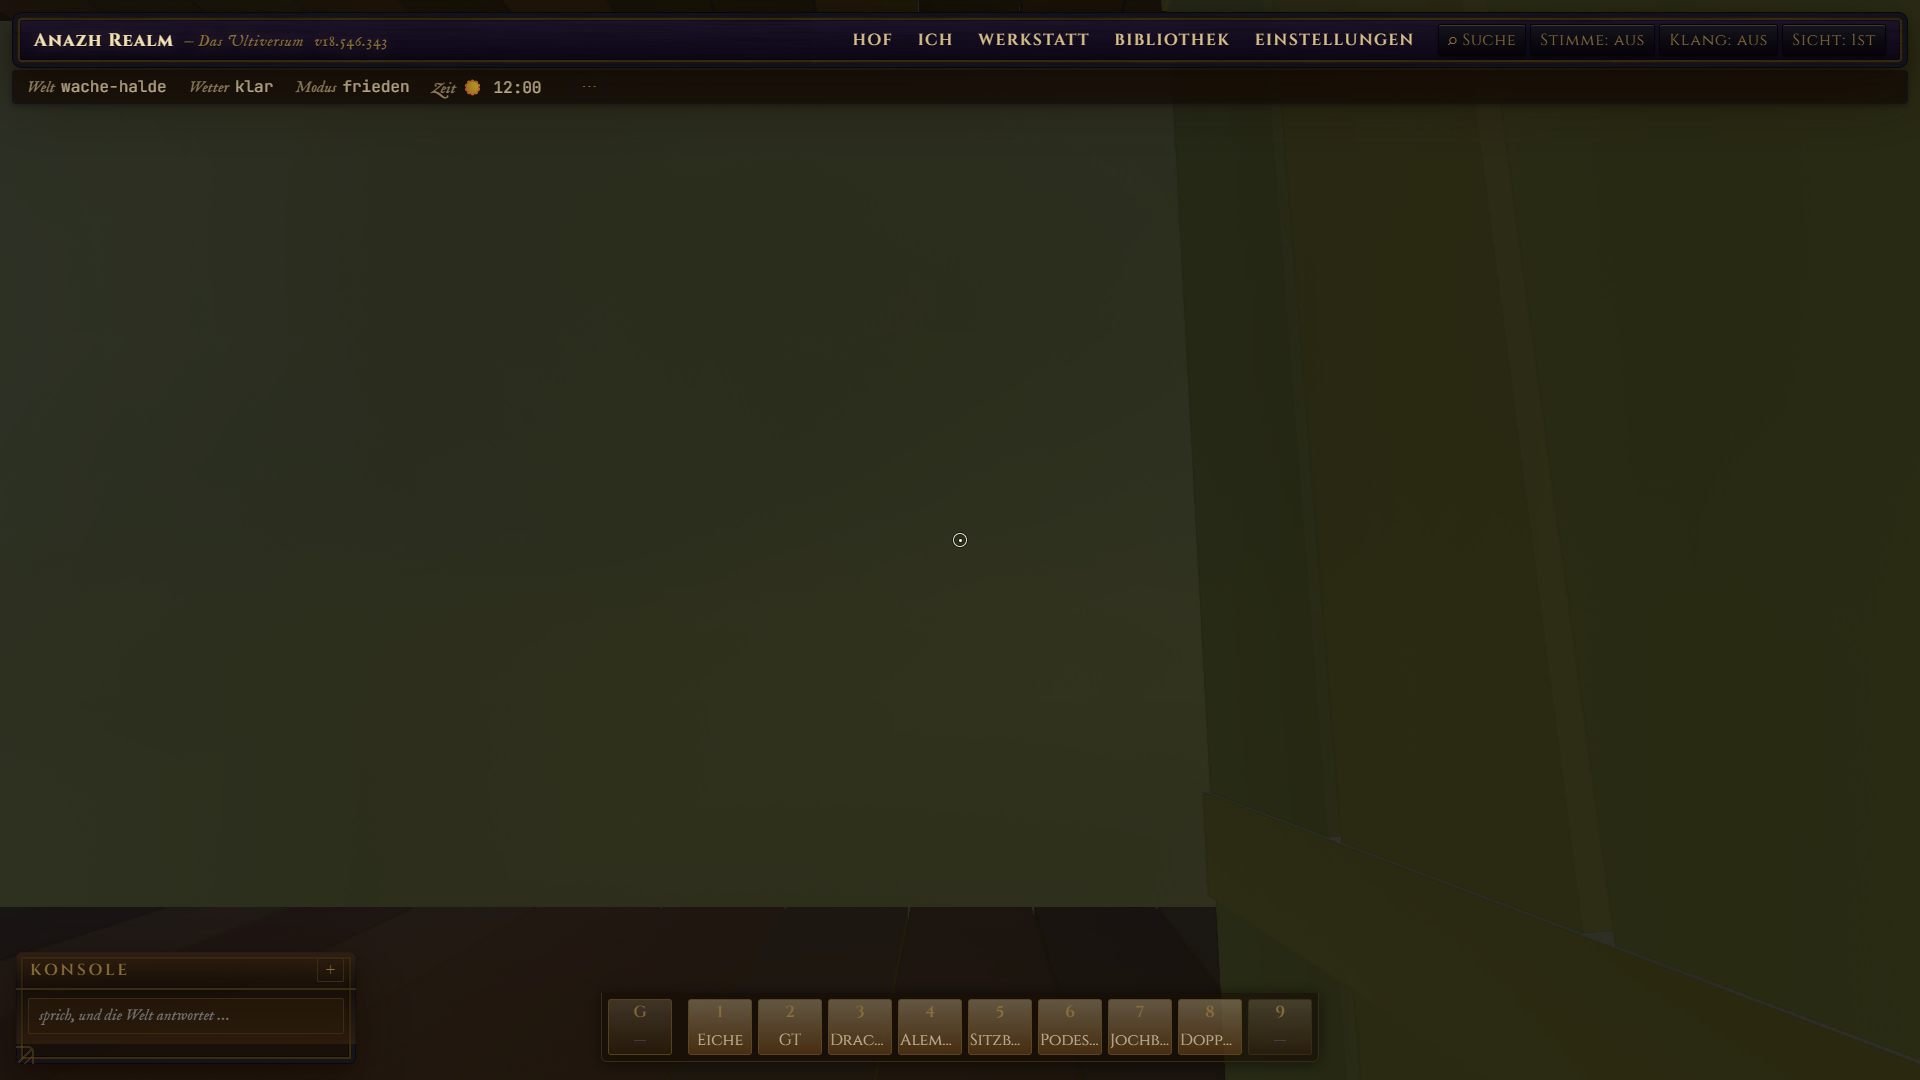 Anazh Realm — Das Ultiversum v18.546.343
HOF ICH WERKSTATT BIBLIOTHEK EINSTELLUNGEN ⌕ SUCHE STIMME: AUS KLANG: AUS SICHT: IST
Welt wache-halde Wetter klar Modus frieden Zeit 12:00 ...
KONSOLE +
sprich, und die Welt antwortet ...
G 1 2 3 4 5 6 7 8 9
— EICHE GT DRAC... ALEM... SITZB... PODES... JOCHB... DOPP... —